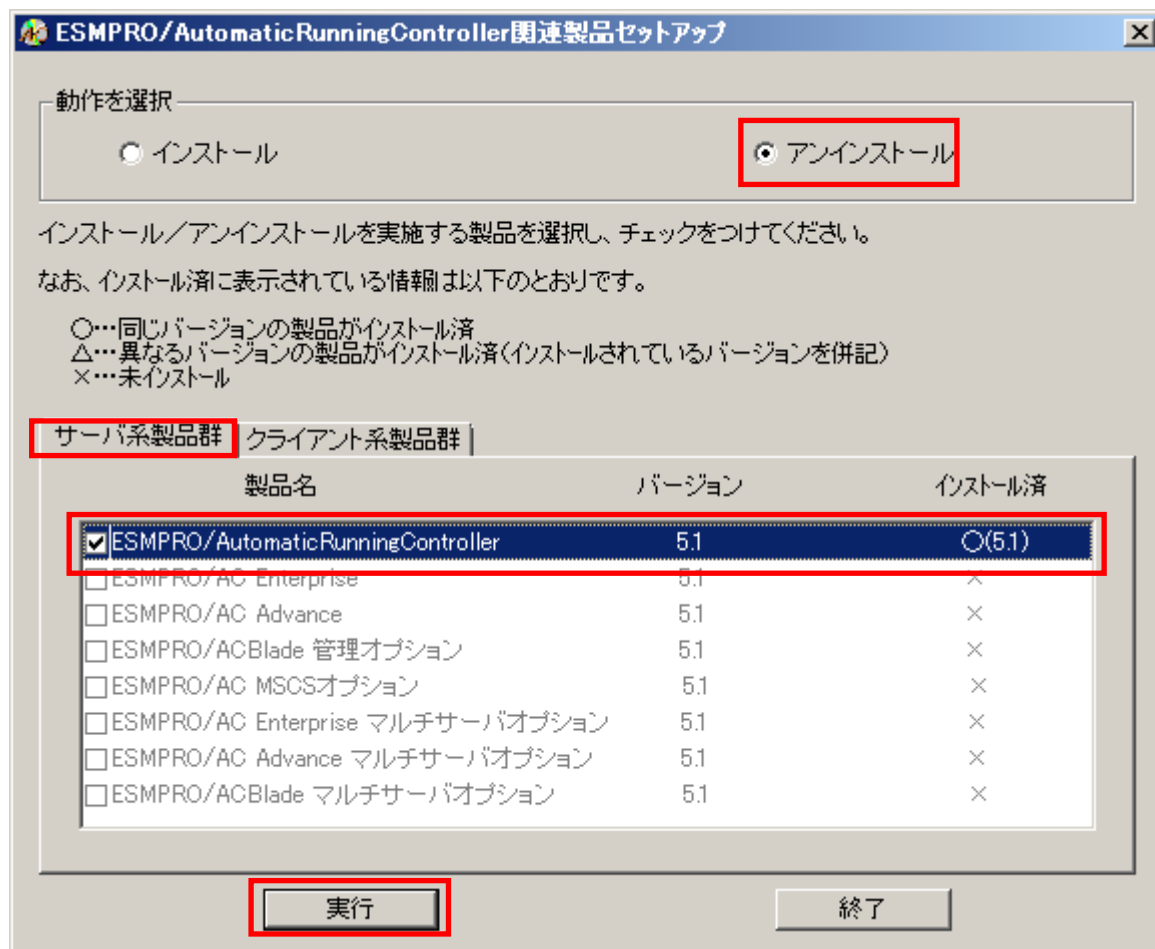 ESMPRO/AutomaticRunningController関連製品セットアップ
動作を選択
インストール アンインストール
インストール／アンインストールを実施する製品を選択し、チェックをつけてください。
なお、インストール済に表示されている情報は以下のとおりです。
○…同じバージョンの製品がインストール済
△…異なるバージョンの製品がインストール済(インストールされているバージョンを併記)
×…未インストール
サーバ系製品群 クライアント系製品群
製品名 バージョン インストール済
ESMPRO/AutomaticRunningController 5.1 ○(5.1)
ESMPRO/AC Enterprise 5.1 ×
ESMPRO/AC Advance 5.1 ×
ESMPRO/ACBlade 管理オプション 5.1 ×
ESMPRO/AC MSCSオプション 5.1 ×
ESMPRO/AC Enterprise マルチサーバオプション 5.1 ×
ESMPRO/AC Advance マルチサーバオプション 5.1 ×
ESMPRO/ACBlade マルチサーバオプション 5.1 ×
実行 終了